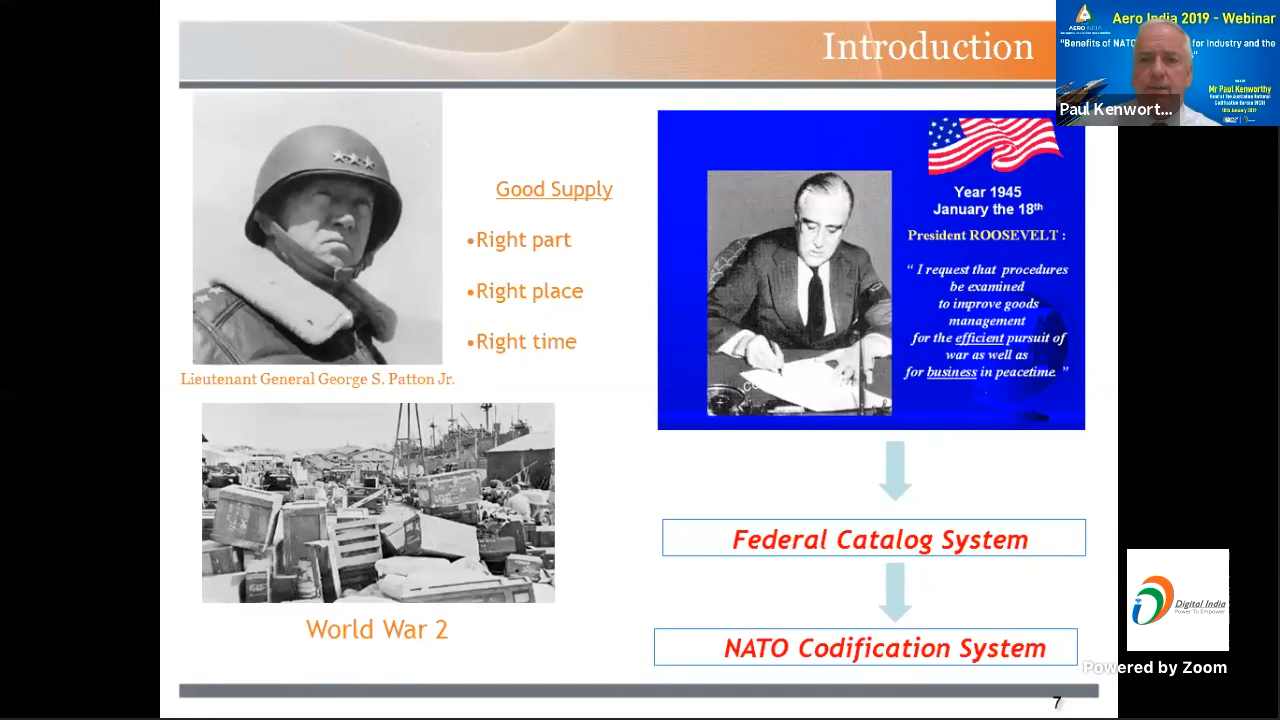 Introduction
Lieutenant General George S. Patton Jr.
Good Supply
•Right part
•Right place
•Right time
World War 2
Year 1945
January the 18th
President ROOSEVELT :
“ I request that procedures
be examined
to improve goods
management
for the efficient pursuit of
war as well as
for business in peacetime. ”
Federal Catalog System
NATO Codification System
7
AERO INDIA
Aero India 2019 - Webinar
"Benefits of NATO for Industry and the
Mr Paul Kenworthy
Head of the Australian National
Codification Bureau (NCB)
Paul Kenwort...
Digital India
Power To Empower
Powered by Zoom